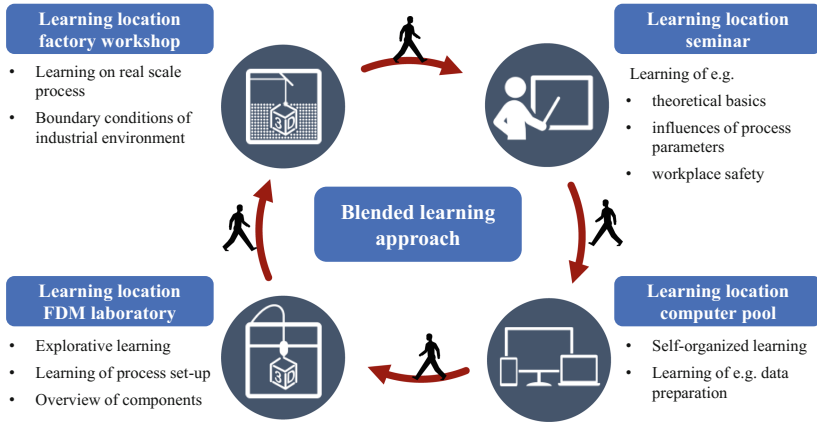 Learning location
factory workshop
• Learning on real scale
process
• Boundary conditions of
industrial environment
3D
Learning location
seminar
Learning of e.g.
• theoretical basics
• influences of process
parameters
• workplace safety
Blended learning
approach
Learning location
FDM laboratory
• Explorative learning
• Learning of process set-up
• Overview of components
3D
Learning location
computer pool
• Self-organized learning
• Learning of e.g. data
preparation